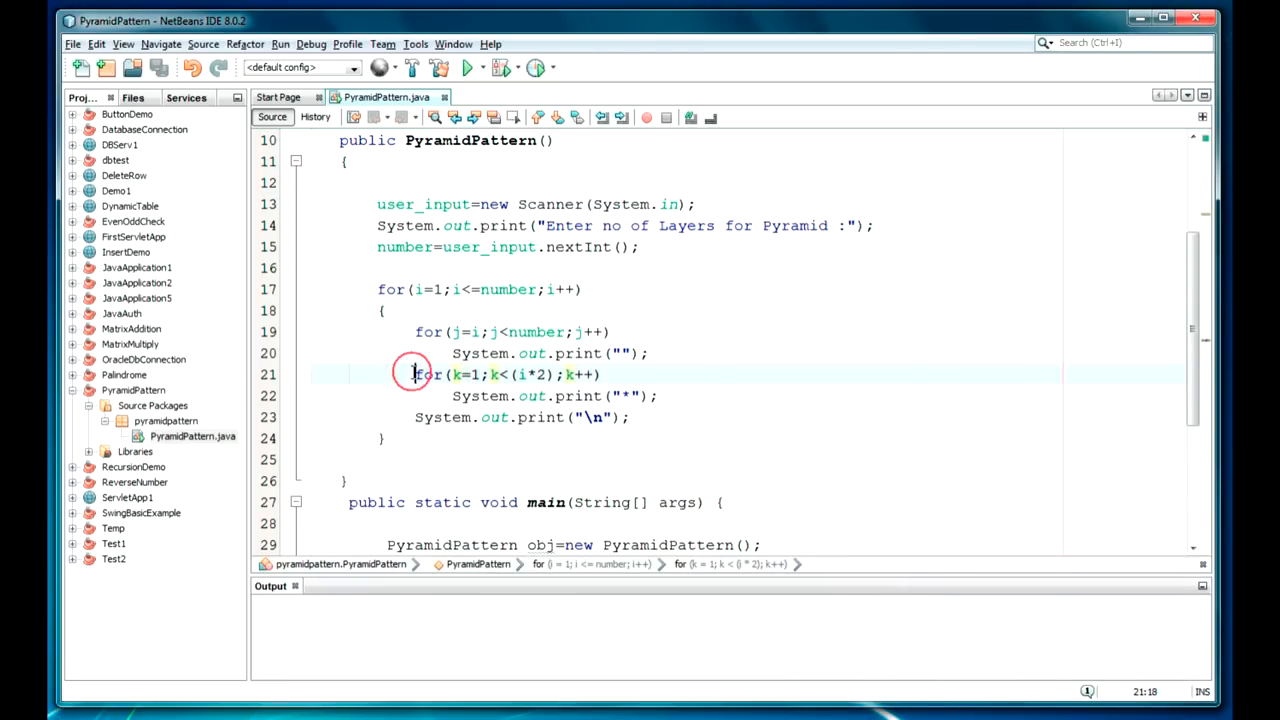 PyramidPattern - NetBeans IDE 8.0.2
File Edit View Navigate Source Refactor Run Debug Profile Team Tools Window Help
Search (Ctrl+I)
<default config>
Proj... Files Services
Start Page PyramidPattern.java
Source History
ButtonDemo
DatabaseConnection
DBServ1
dbtest
DeleteRow
Demo1
DynamicTable
EvenOddCheck
FirstServletApp
InsertDemo
JavaApplication1
JavaApplication2
JavaApplication5
JavaAuth
MatrixAddition
MatrixMultiply
OracleDbConnection
Palindrome
PyramidPattern
Source Packages
pyramidpattern
PyramidPattern.java
Libraries
RecursionDemo
ReverseNumber
ServletApp1
SwingBasicExample
Temp
Test1
Test2
10 public PyramidPattern()
11 {
12
13 user_input=new Scanner(System.in);
14 System.out.print("Enter no of Layers for Pyramid :");
15 number=user_input.nextInt();
16
17 for(i=1;i<=number;i++)
18 {
19 for(j=i;j<number;j++)
20 System.out.print("");
21 for(k=1;k<(i*2);k++)
22 System.out.print("*");
23 System.out.print("\n");
24 }
25
26 }
27 public static void main(String[] args) {
28
29 PyramidPattern obj=new PyramidPattern();
pyramidpattern.PyramidPattern PyramidPattern for (i = 1; i <= number; i++) for (k = 1; k < (i * 2); k++)
Output
21:18 INS